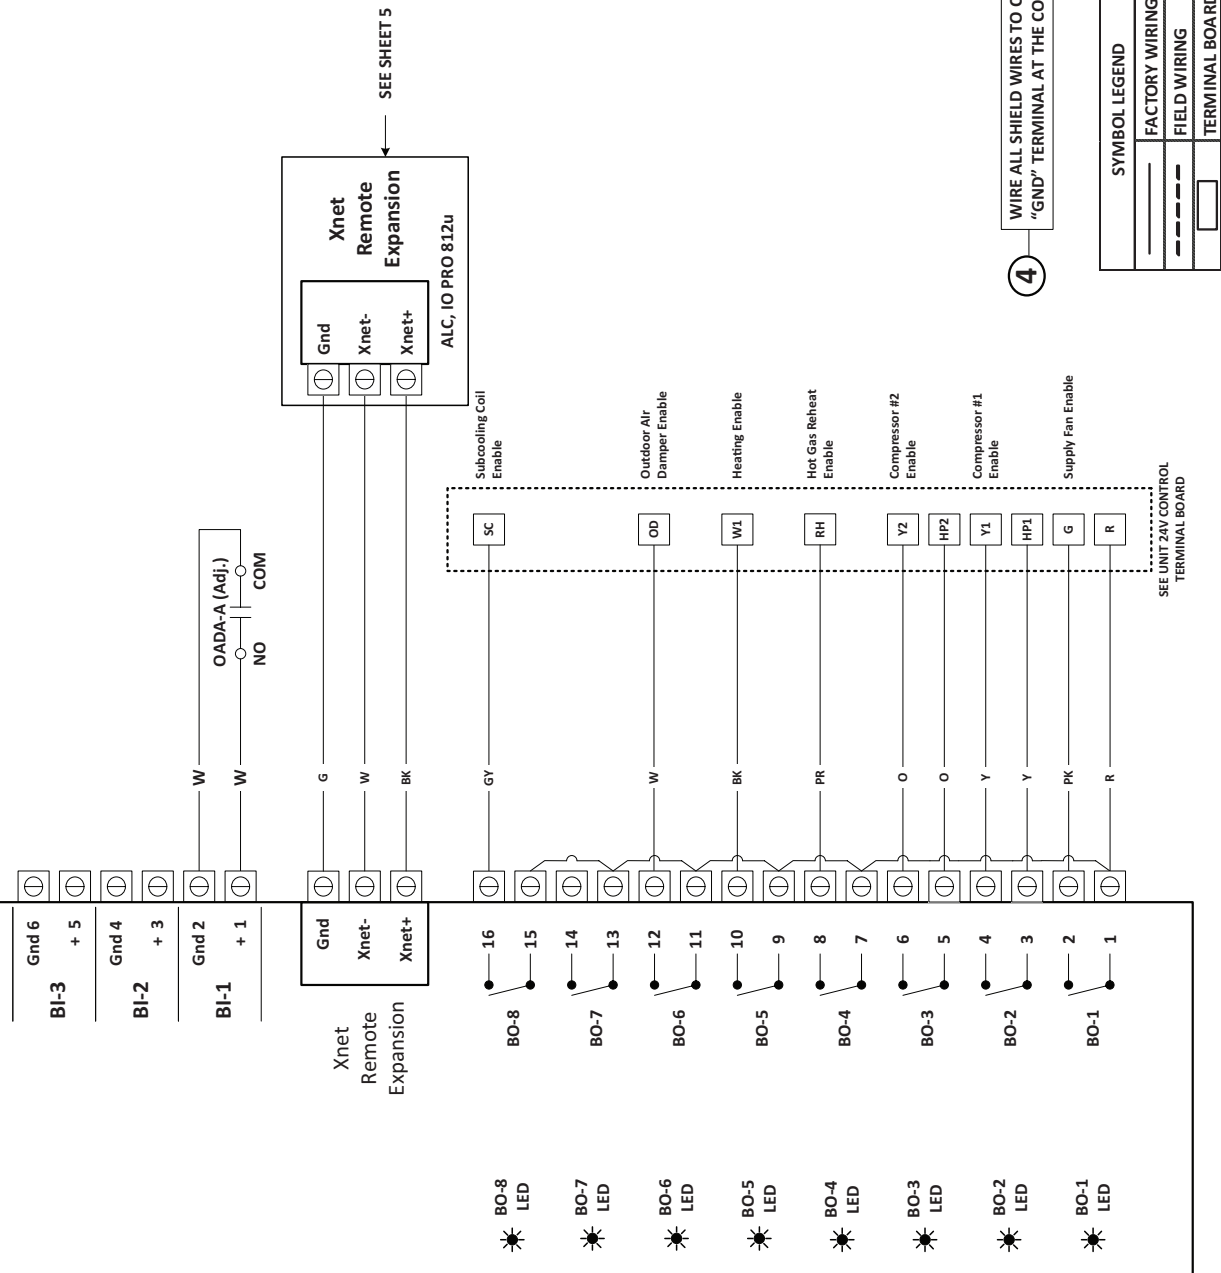 SEE SHEET 5
Xnet
Remote
Expansion
Gnd
Xnet-
Xnet+
ALC, IO PRO 812u
WIRE ALL SHIELD WIRES TO
"GND" TERMINAL AT THE
4
SYMBOL LEGEND
FACTORY WIRING
FIELD WIRING
TERMINAL BOARD
OADA-A (Adj.)
NO
COM
W
W
G
W
BK
Subcooling Coil
Enable
Outdoor Air
Damper Enable
Heating Enable
Hot Gas Reheat
Enable
Compressor #2
Enable
Compressor #1
Enable
Supply Fan Enable
SC
OD
W1
RH
Y2
HP2
Y1
HP1
G
R
SEE UNIT 24V CONTROL
TERMINAL BOARD
GY
W
BK
PR
O
O
Y
Y
PK
R
Gnd 6
+ 5
Gnd 4
+ 3
Gnd 2
+ 1
BI-3
BI-2
BI-1
Gnd
Xnet-
Xnet+
Xnet
Remote
Expansion
16
15
14
13
12
11
10
9
8
7
6
5
4
3
2
1
BO-8
BO-7
BO-6
BO-5
BO-4
BO-3
BO-2
BO-1
BO-8
LED
BO-7
LED
BO-6
LED
BO-5
LED
BO-4
LED
BO-3
LED
BO-2
LED
BO-1
LED